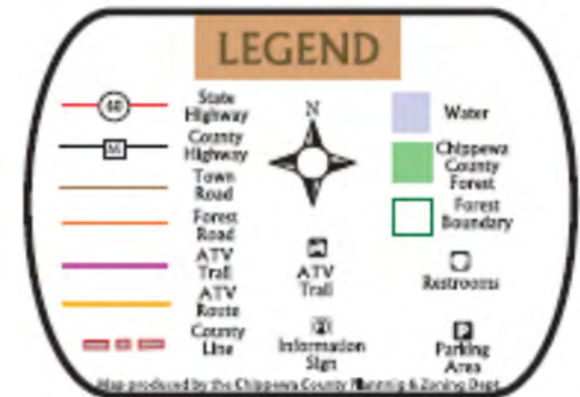 LEGEND
60
State
Highway
M
County
Highway
Town
Road
Forest
Road
ATV
Trail
ATV
Route
County
Line
N
ATV
Trail
Information
Sign
Water
Chippewa
County
Forest
Forest
Boundary
Restrooms
P
Parking
Area
Map produced by the Chippewa County Plannnig & Zoning Dept.